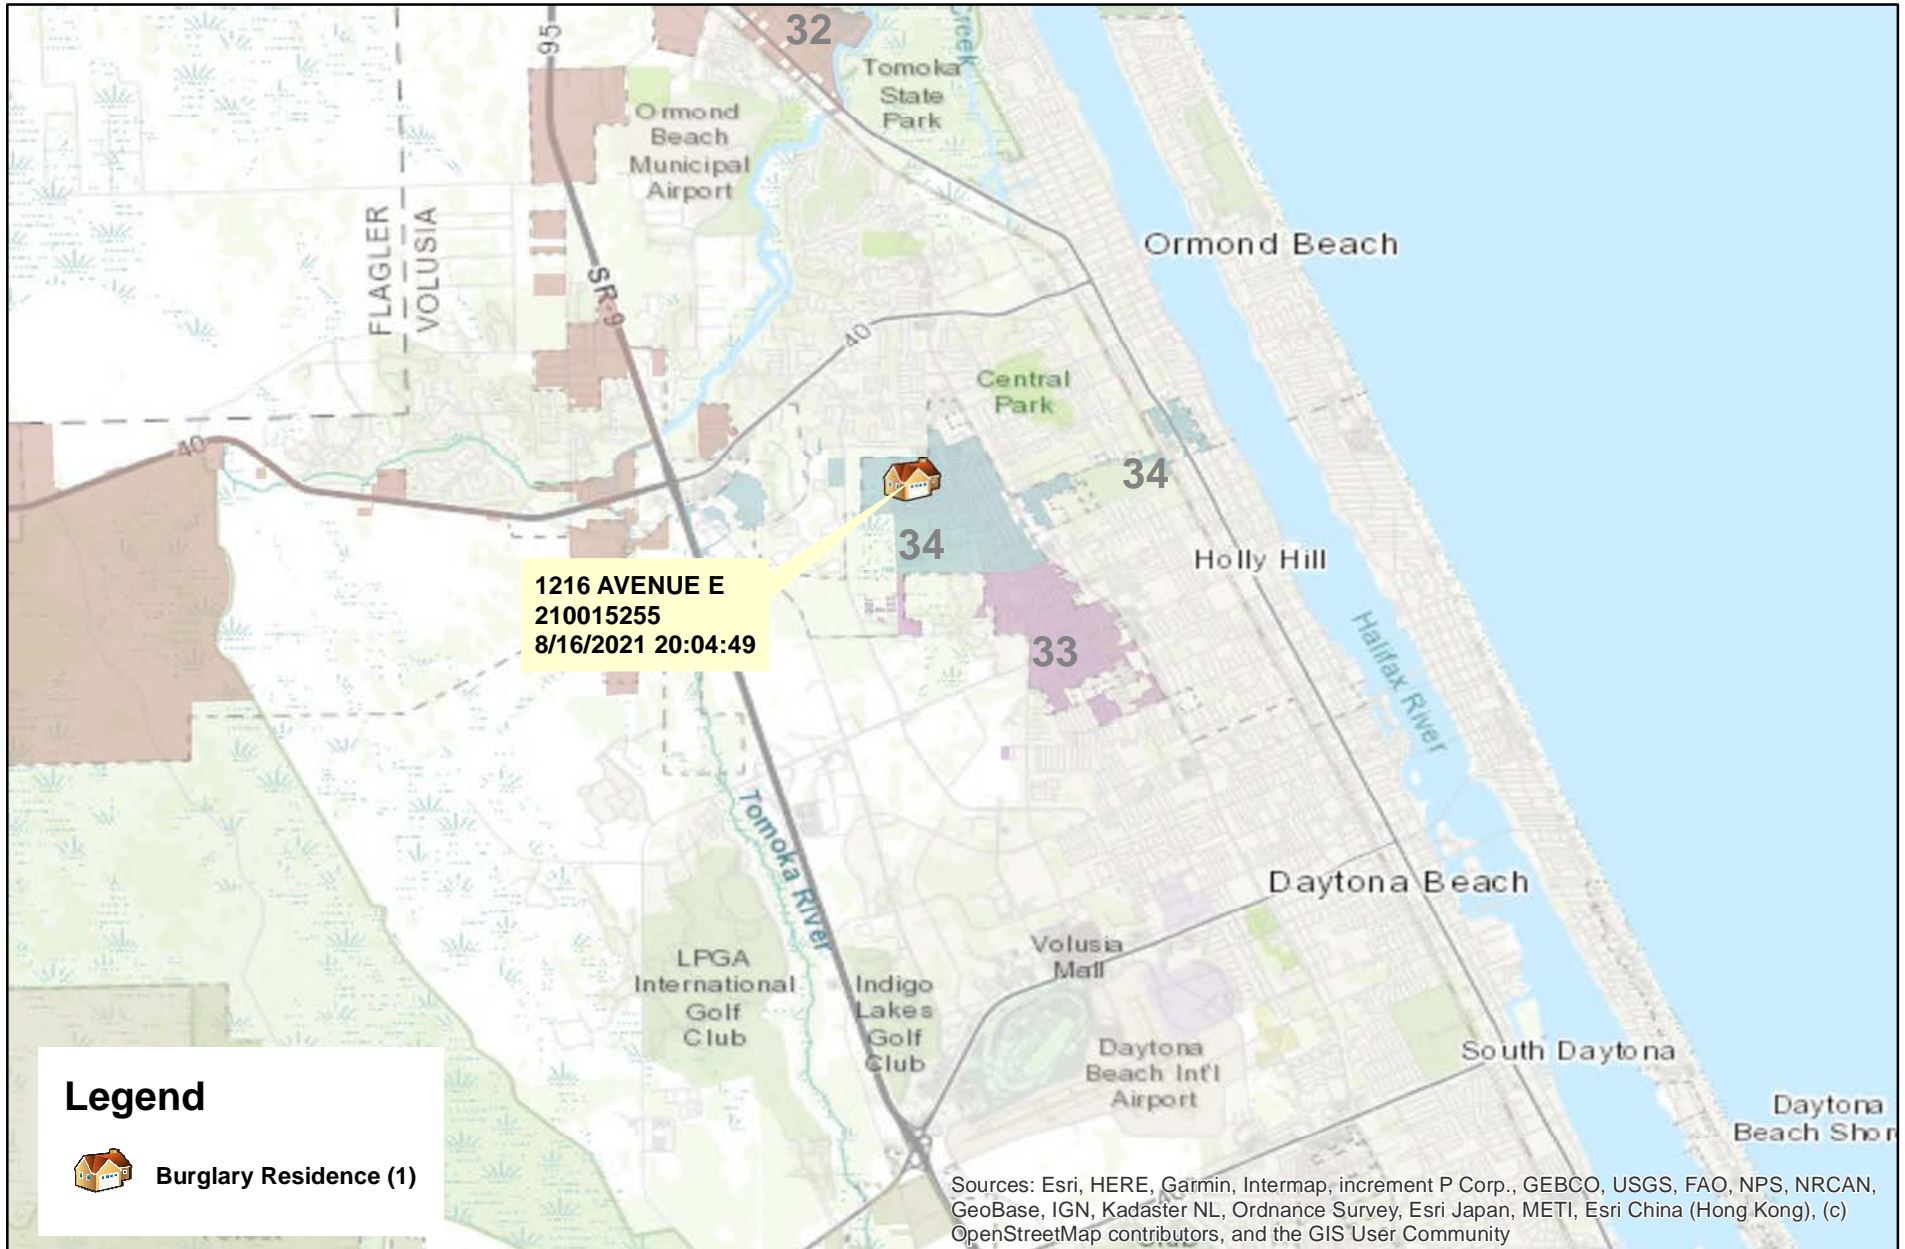 32
95
Creek
Tomoka
State
Park
Ormond
Beach
Municipal
Airport
FLAGLER
VOLUSIA
SR-9
Ormond Beach
40
Central
Park
40
34
34
Holly Hill
1216 AVENUE E
210015255
8/16/2021 20:04:49
33
Halifax River
Tomoka River
Daytona Beach
Volusia
Mall
LPGA
International
Golf
Club
Indigo
Lakes
Golf
Club
Daytona
Beach Int'l
Airport
South Daytona
Daytona
Beach Shor
Legend
Burglary Residence (1)
Sources: Esri, HERE, Garmin, Intermap, increment P Corp., GEBCO, USGS, FAO, NPS, NRCAN,
GeoBase, IGN, Kadaster NL, Ordnance Survey, Esri Japan, METI, Esri China (Hong Kong), (c)
OpenStreetMap contributors, and the GIS User Community